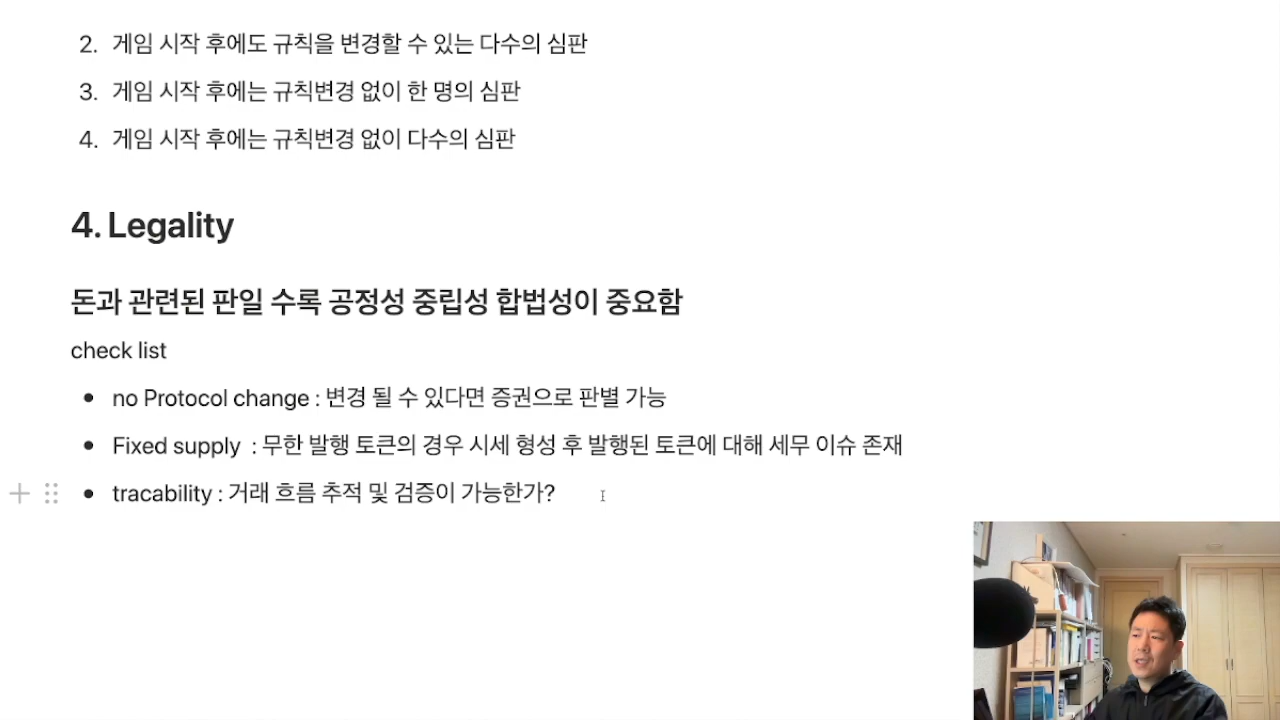 2. 게임 시작 후에도 규칙을 변경할 수 있는 다수의 심판
3. 게임 시작 후에는 규칙변경 없이 한 명의 심판
4. 게임 시작 후에는 규칙변경 없이 다수의 심판
4. Legality
돈과 관련된 판일 수록 공정성 중립성 합법성이 중요함
check list
• no Protocol change : 변경 될 수 있다면 증권으로 판별 가능
• Fixed supply : 무한 발행 토큰의 경우 시세 형성 후 발행된 토큰에 대해 세무 이슈 존재
• tracability : 거래 흐름 추적 및 검증이 가능한가?